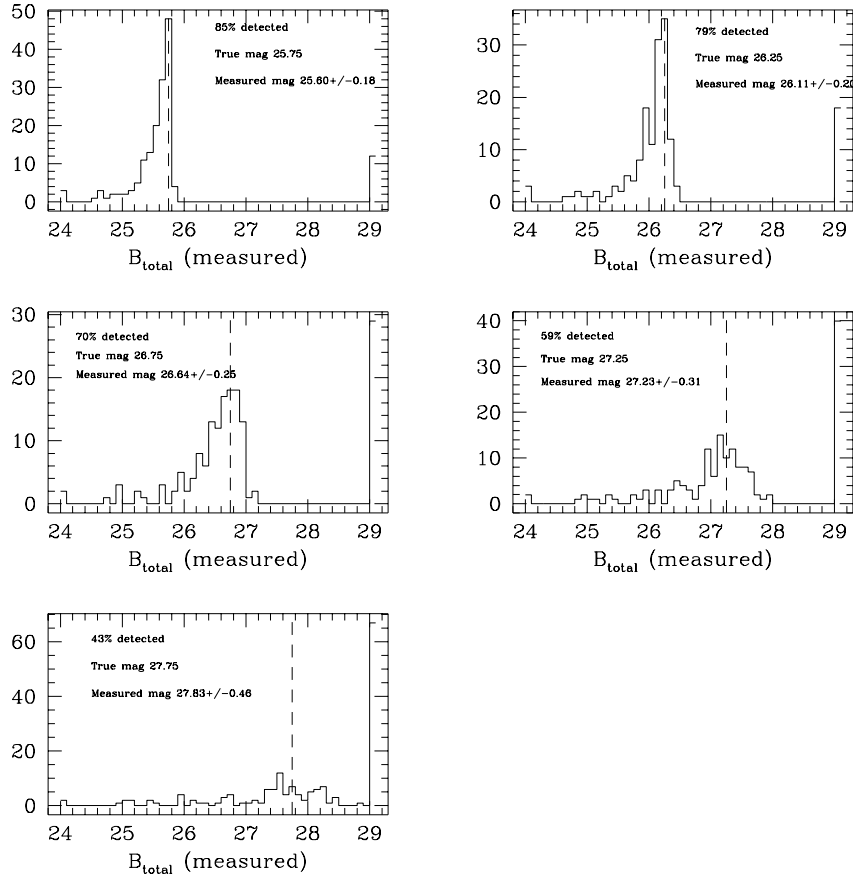 50
40
30
20
10
0
85% detected
True mag 25.75
Measured mag 25.60+/-0.18
24 25 26 27 28 29
B_total (measured)
30
20
10
0
79% detected
True mag 26.25
Measured mag 26.11+/-0.20
24 25 26 27 28 29
B_total (measured)
30
20
10
0
70% detected
True mag 26.75
Measured mag 26.64+/-0.25
24 25 26 27 28 29
B_total (measured)
40
30
20
10
0
59% detected
True mag 27.25
Measured mag 27.23+/-0.31
24 25 26 27 28 29
B_total (measured)
60
40
20
0
43% detected
True mag 27.75
Measured mag 27.83+/-0.46
24 25 26 27 28 29
B_total (measured)